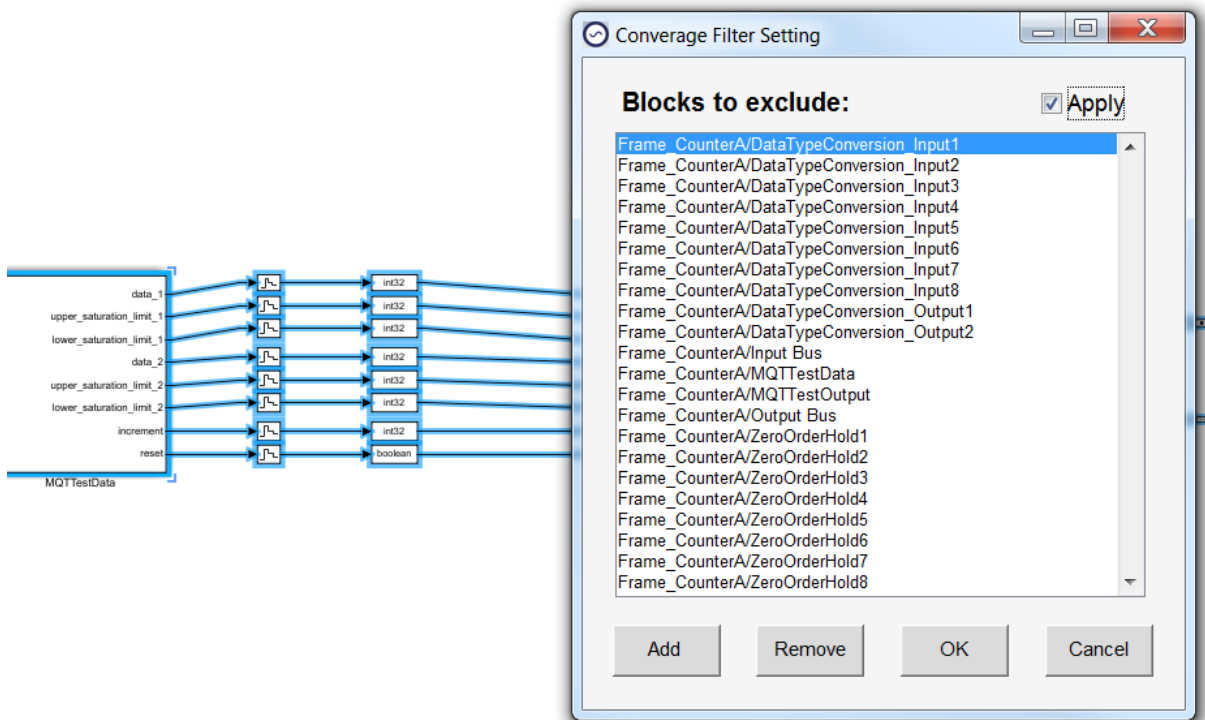 Converage Filter Setting
Blocks to exclude:
Apply
Frame_CounterA/DataTypeConversion_Input1
Frame_CounterA/DataTypeConversion_Input2
Frame_CounterA/DataTypeConversion_Input3
Frame_CounterA/DataTypeConversion_Input4
Frame_CounterA/DataTypeConversion_Input5
Frame_CounterA/DataTypeConversion_Input6
Frame_CounterA/DataTypeConversion_Input7
Frame_CounterA/DataTypeConversion_Input8
Frame_CounterA/DataTypeConversion_Output1
Frame_CounterA/DataTypeConversion_Output2
Frame_CounterA/Input Bus
Frame_CounterA/MQTTestData
Frame_CounterA/MQTTestOutput
Frame_CounterA/Output Bus
Frame_CounterA/ZeroOrderHold1
Frame_CounterA/ZeroOrderHold2
Frame_CounterA/ZeroOrderHold3
Frame_CounterA/ZeroOrderHold4
Frame_CounterA/ZeroOrderHold5
Frame_CounterA/ZeroOrderHold6
Frame_CounterA/ZeroOrderHold7
Frame_CounterA/ZeroOrderHold8
Add
Remove
OK
Cancel
data_1
int32
upper_saturation_limit_1
int32
lower_saturation_limit_1
int32
data_2
int32
upper_saturation_limit_2
int32
lower_saturation_limit_2
int32
increment
int32
reset
boolean
MQTTestData